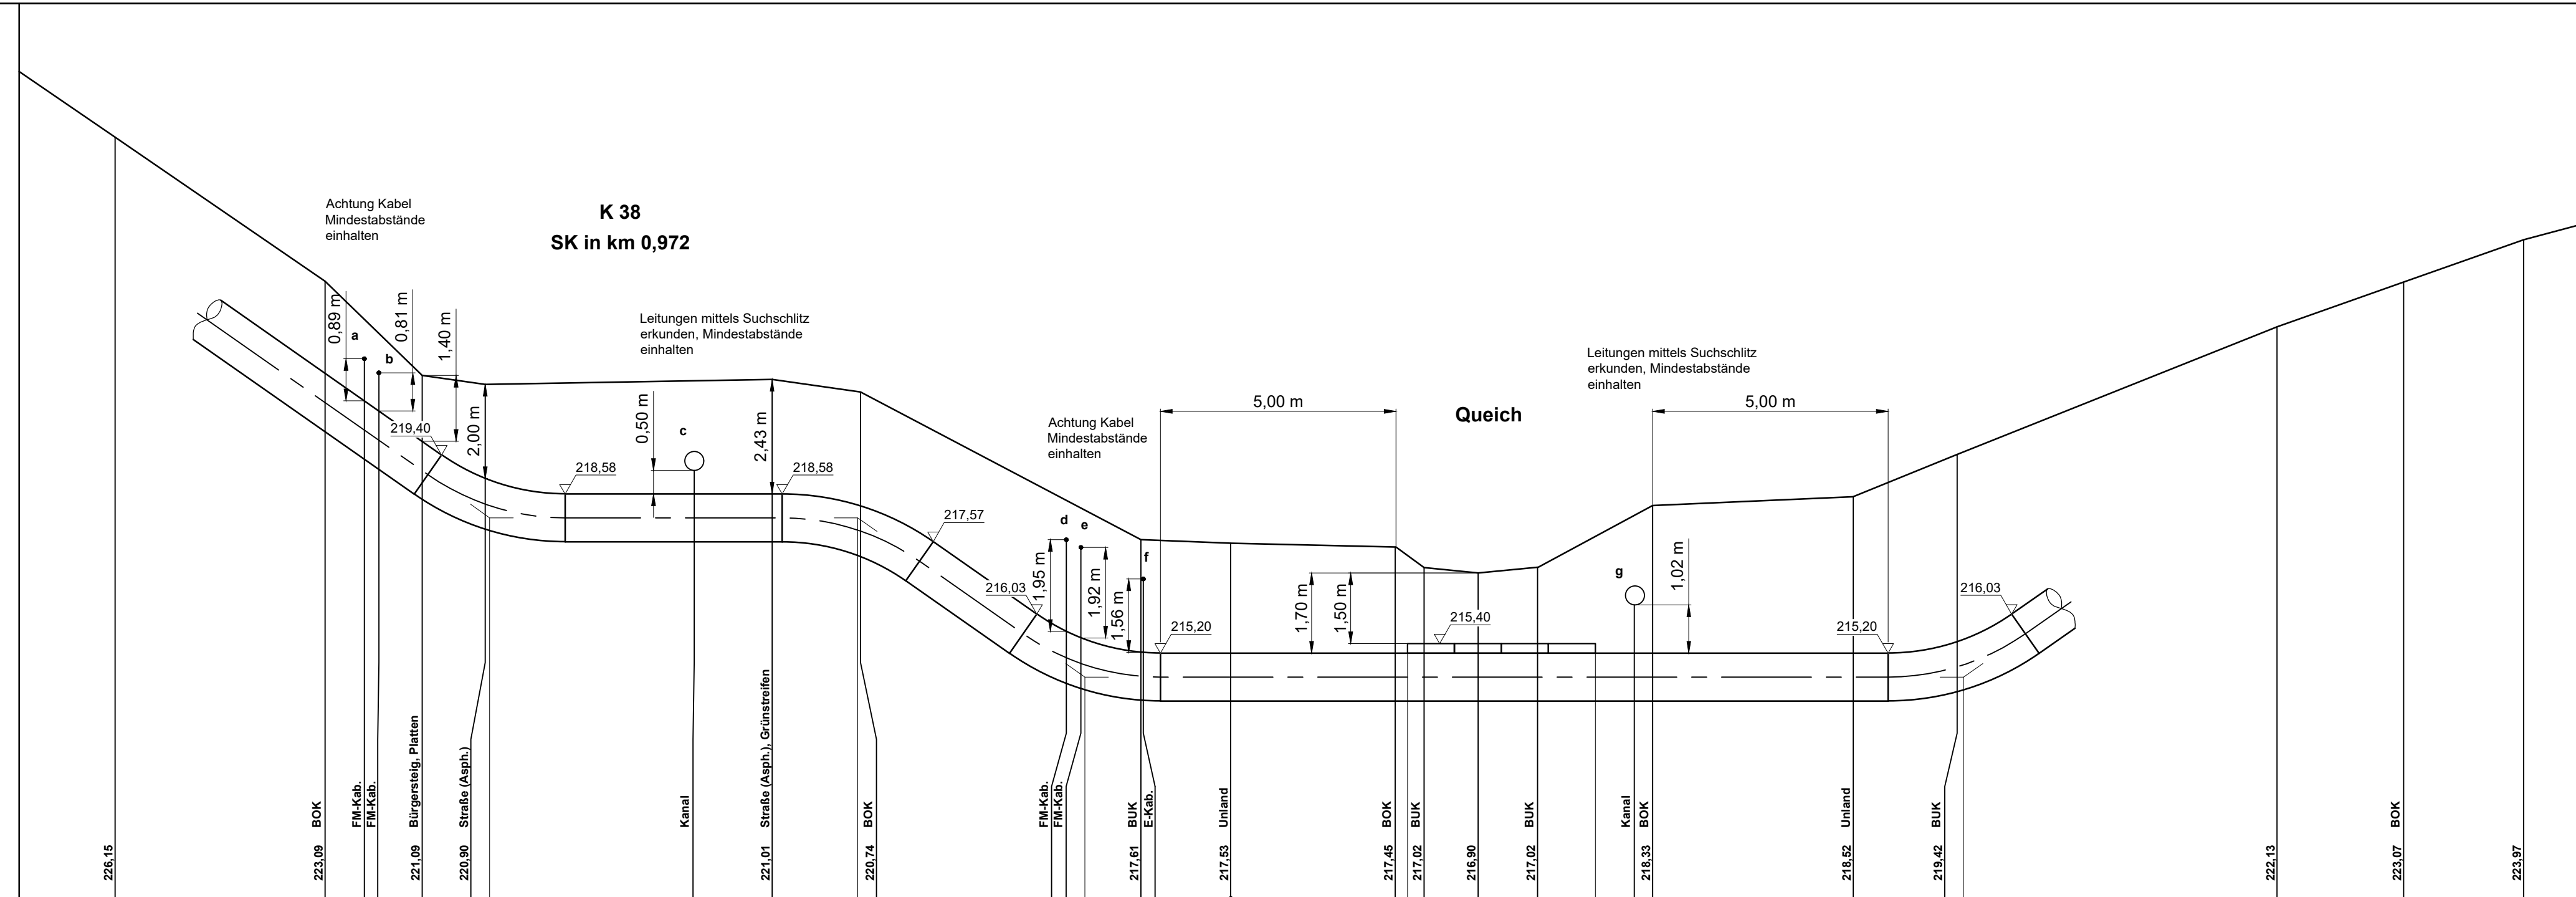 K 38
SK in km 0,972
Achtung Kabel
Mindestabstände
einhalten
0,89 m
a
b
0,81 m
1,40 m
219,40
2,00 m
218,58
Leitungen mittels Suchschlitz
erkunden, Mindestabstände
einhalten
0,50 m
c
2,43 m
218,58
217,57
216,03
Achtung Kabel
Mindestabstände
einhalten
d
e
f
1,95 m
1,92 m
1,56 m
215,20
5,00 m
Queich
1,70 m
1,50 m
215,40
Leitungen mittels Suchschlitz
erkunden, Mindestabstände
einhalten
g
1,02 m
5,00 m
215,20
216,03
226,15
BOK
223,09
FM-Kab.
FM-Kab.
Bürgersteig, Platten
221,09
Straße (Asph.)
220,90
Kanal
Straße (Asph.), Grünstreifen
221,01
BOK
220,74
FM-Kab.
FM-Kab.
BUK
217,61
E-Kab.
Unland
217,53
BOK
217,45
BUK
217,02
216,90
BUK
217,02
Kanal
BOK
218,33
Unland
218,52
BUK
219,42
222,13
BOK
223,07
223,97